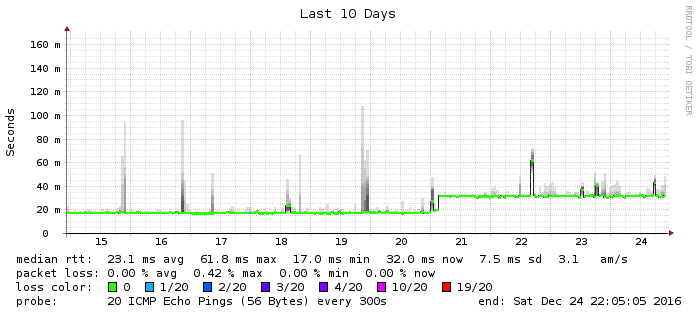 Last 10 Days
RRDTOOL / TOBI OETIKER
Seconds
160 m
140 m
120 m
100 m
80 m
60 m
40 m
20 m
0
15 16 17 18 19 20 21 22 23 24
median rtt: 23.1 ms avg 61.8 ms max 17.0 ms min 32.0 ms now 7.5 ms sd 3.1 am/s
packet loss: 0.00 % avg 0.42 % max 0.00 % min 0.00 % now
loss color: 0 1/20 2/20 3/20 4/20 10/20 19/20
probe: 20 ICMP Echo Pings (56 Bytes) every 300s end: Sat Dec 24 22:05:05 2016